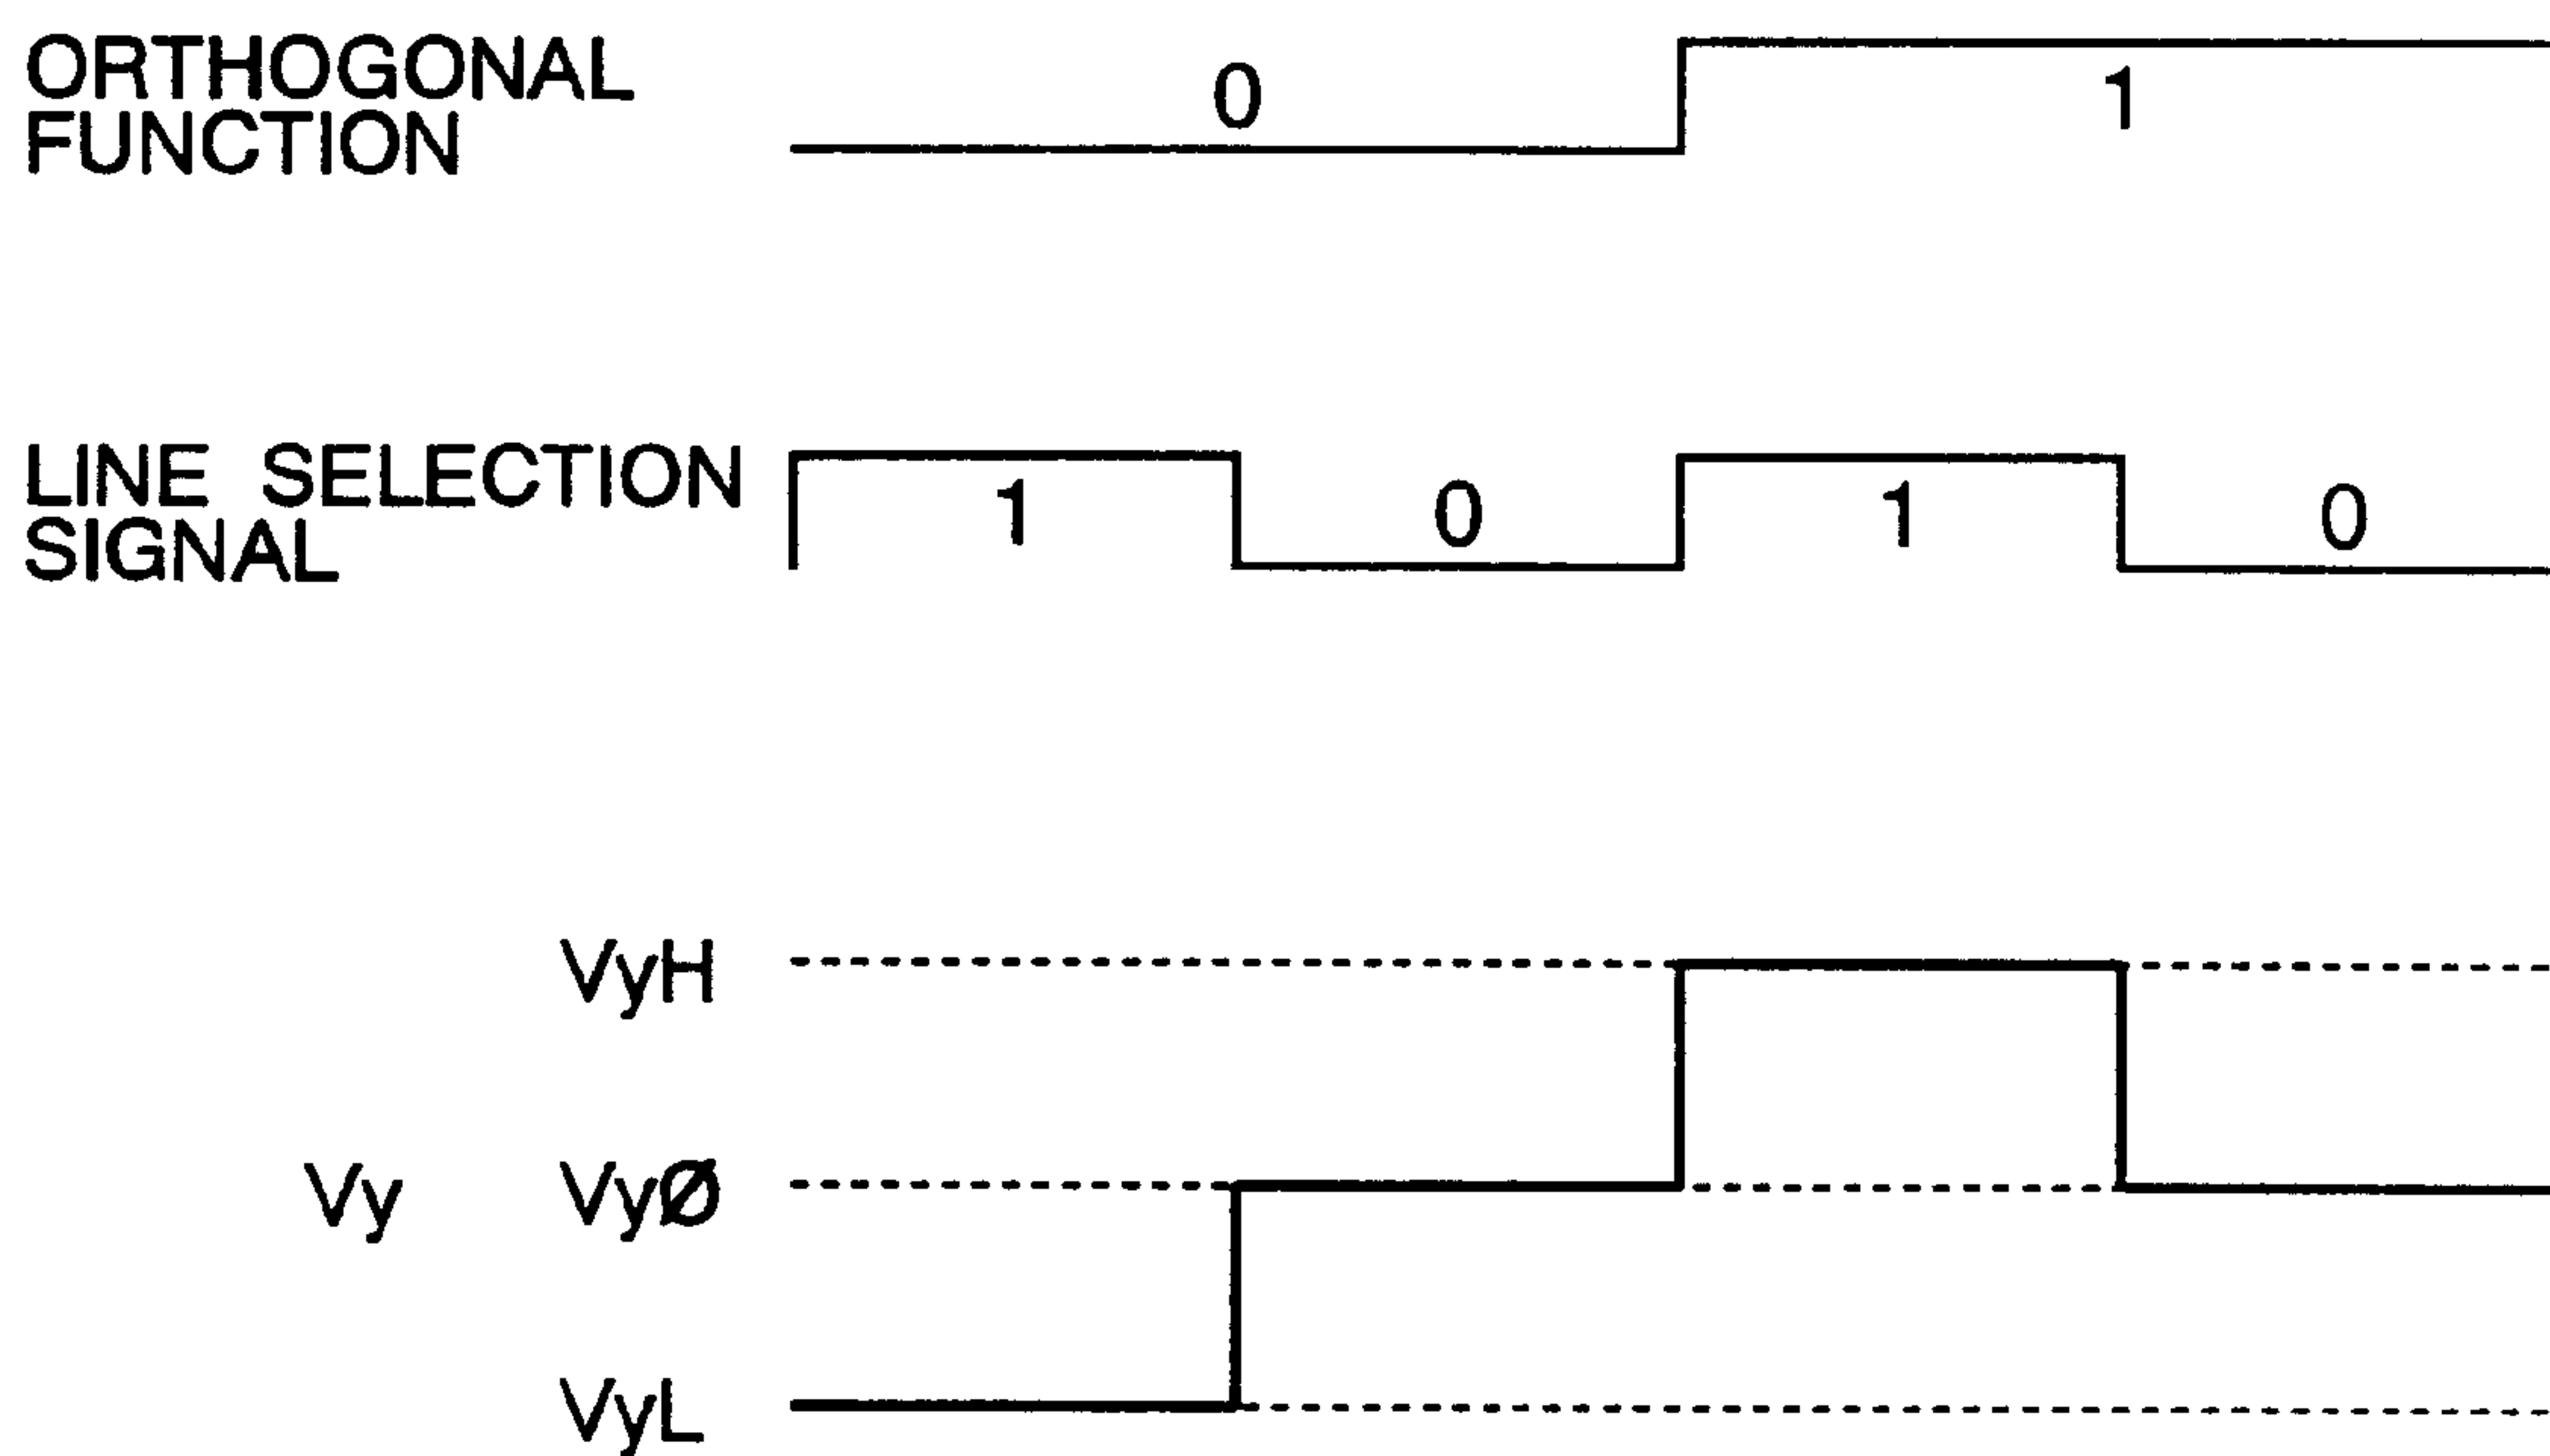 ORTHOGONAL
FUNCTION
0 1
LINE SELECTION
SIGNAL
1 0 1 0
VyH
Vy VyØ
VyL